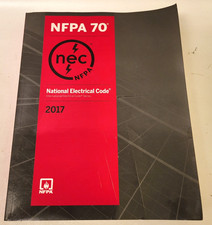 NFPA 70®
nec
NFPA
National Electrical Code®
2017
NFPA